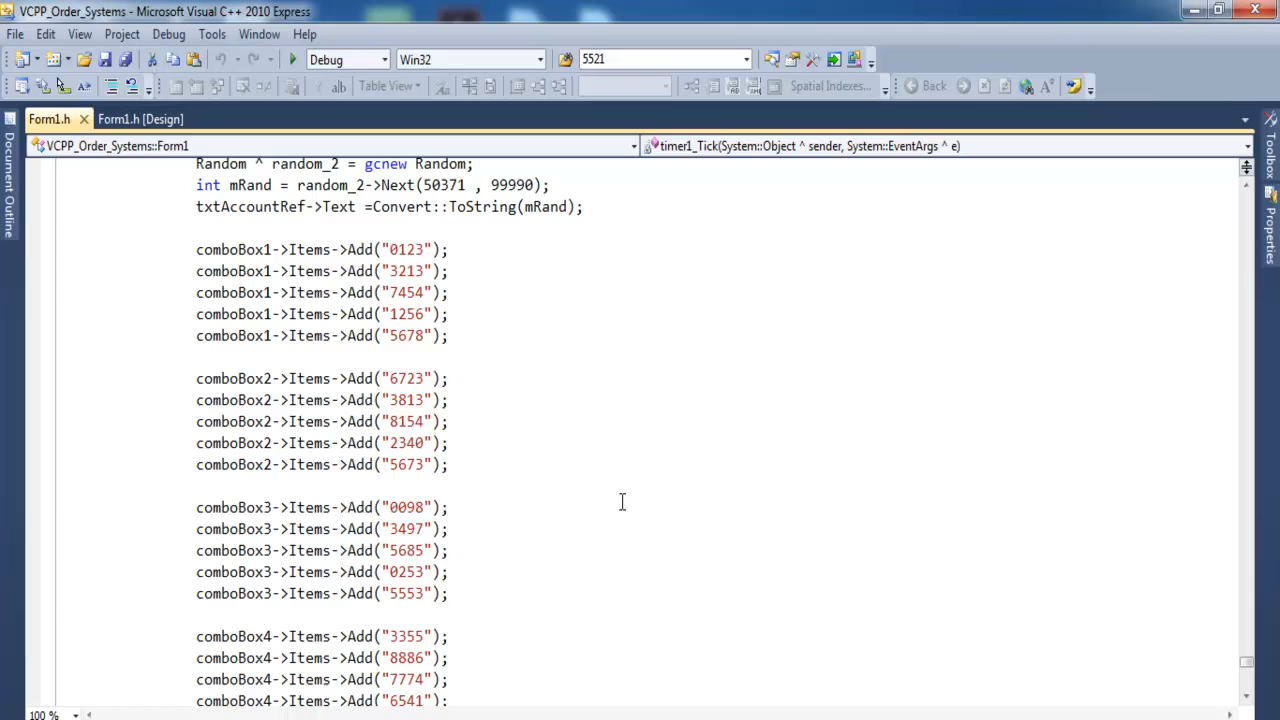 VCPP_Order_Systems - Microsoft Visual C++ 2010 Express
File Edit View Project Debug Tools Window Help
Debug Win32 5521
Table View Spatial Indexes... Back
Form1.h Form1.h [Design]
VCPP_Order_Systems::Form1 timer1_Tick(System::Object ^ sender, System::EventArgs ^ e)
Document Outline
Toolbox
Properties
Random ^ random_2 = gcnew Random;
int mRand = random_2->Next(50371 , 99990);
txtAccountRef->Text =Convert::ToString(mRand);
comboBox1->Items->Add("0123");
comboBox1->Items->Add("3213");
comboBox1->Items->Add("7454");
comboBox1->Items->Add("1256");
comboBox1->Items->Add("5678");
comboBox2->Items->Add("6723");
comboBox2->Items->Add("3813");
comboBox2->Items->Add("8154");
comboBox2->Items->Add("2340");
comboBox2->Items->Add("5673");
comboBox3->Items->Add("0098");
comboBox3->Items->Add("3497");
comboBox3->Items->Add("5685");
comboBox3->Items->Add("0253");
comboBox3->Items->Add("5553");
comboBox4->Items->Add("3355");
comboBox4->Items->Add("8886");
comboBox4->Items->Add("7774");
comboBox4->Items->Add("6541");
100 %